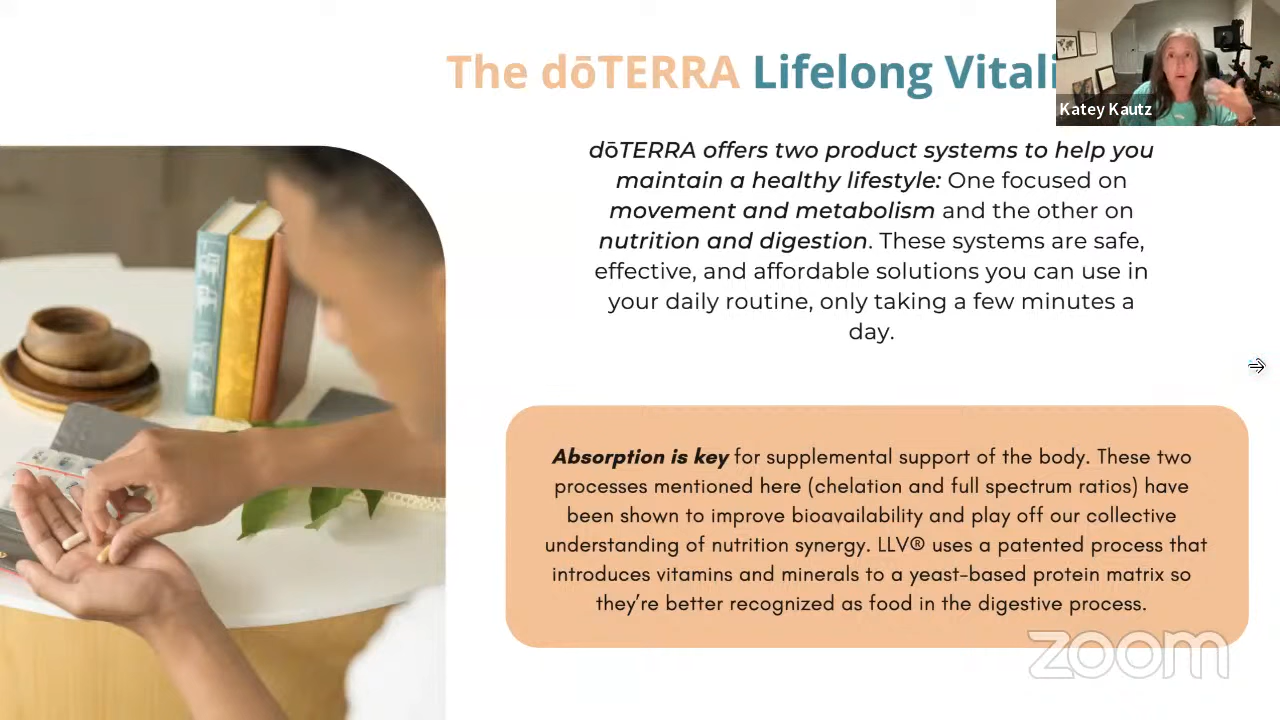 The dōTERRA Lifelong Vitali
Katey Kautz
dōTERRA offers two product systems to help you
maintain a healthy lifestyle: One focused on
movement and metabolism and the other on
nutrition and digestion. These systems are safe,
effective, and affordable solutions you can use in
your daily routine, only taking a few minutes a
day.
Absorption is key for supplemental support of the body. These two
processes mentioned here (chelation and full spectrum ratios) have
been shown to improve bioavailability and play off our collective
understanding of nutrition synergy. LLV® uses a patented process that
introduces vitamins and minerals to a yeast-based protein matrix so
they’re better recognized as food in the digestive process.
zoom